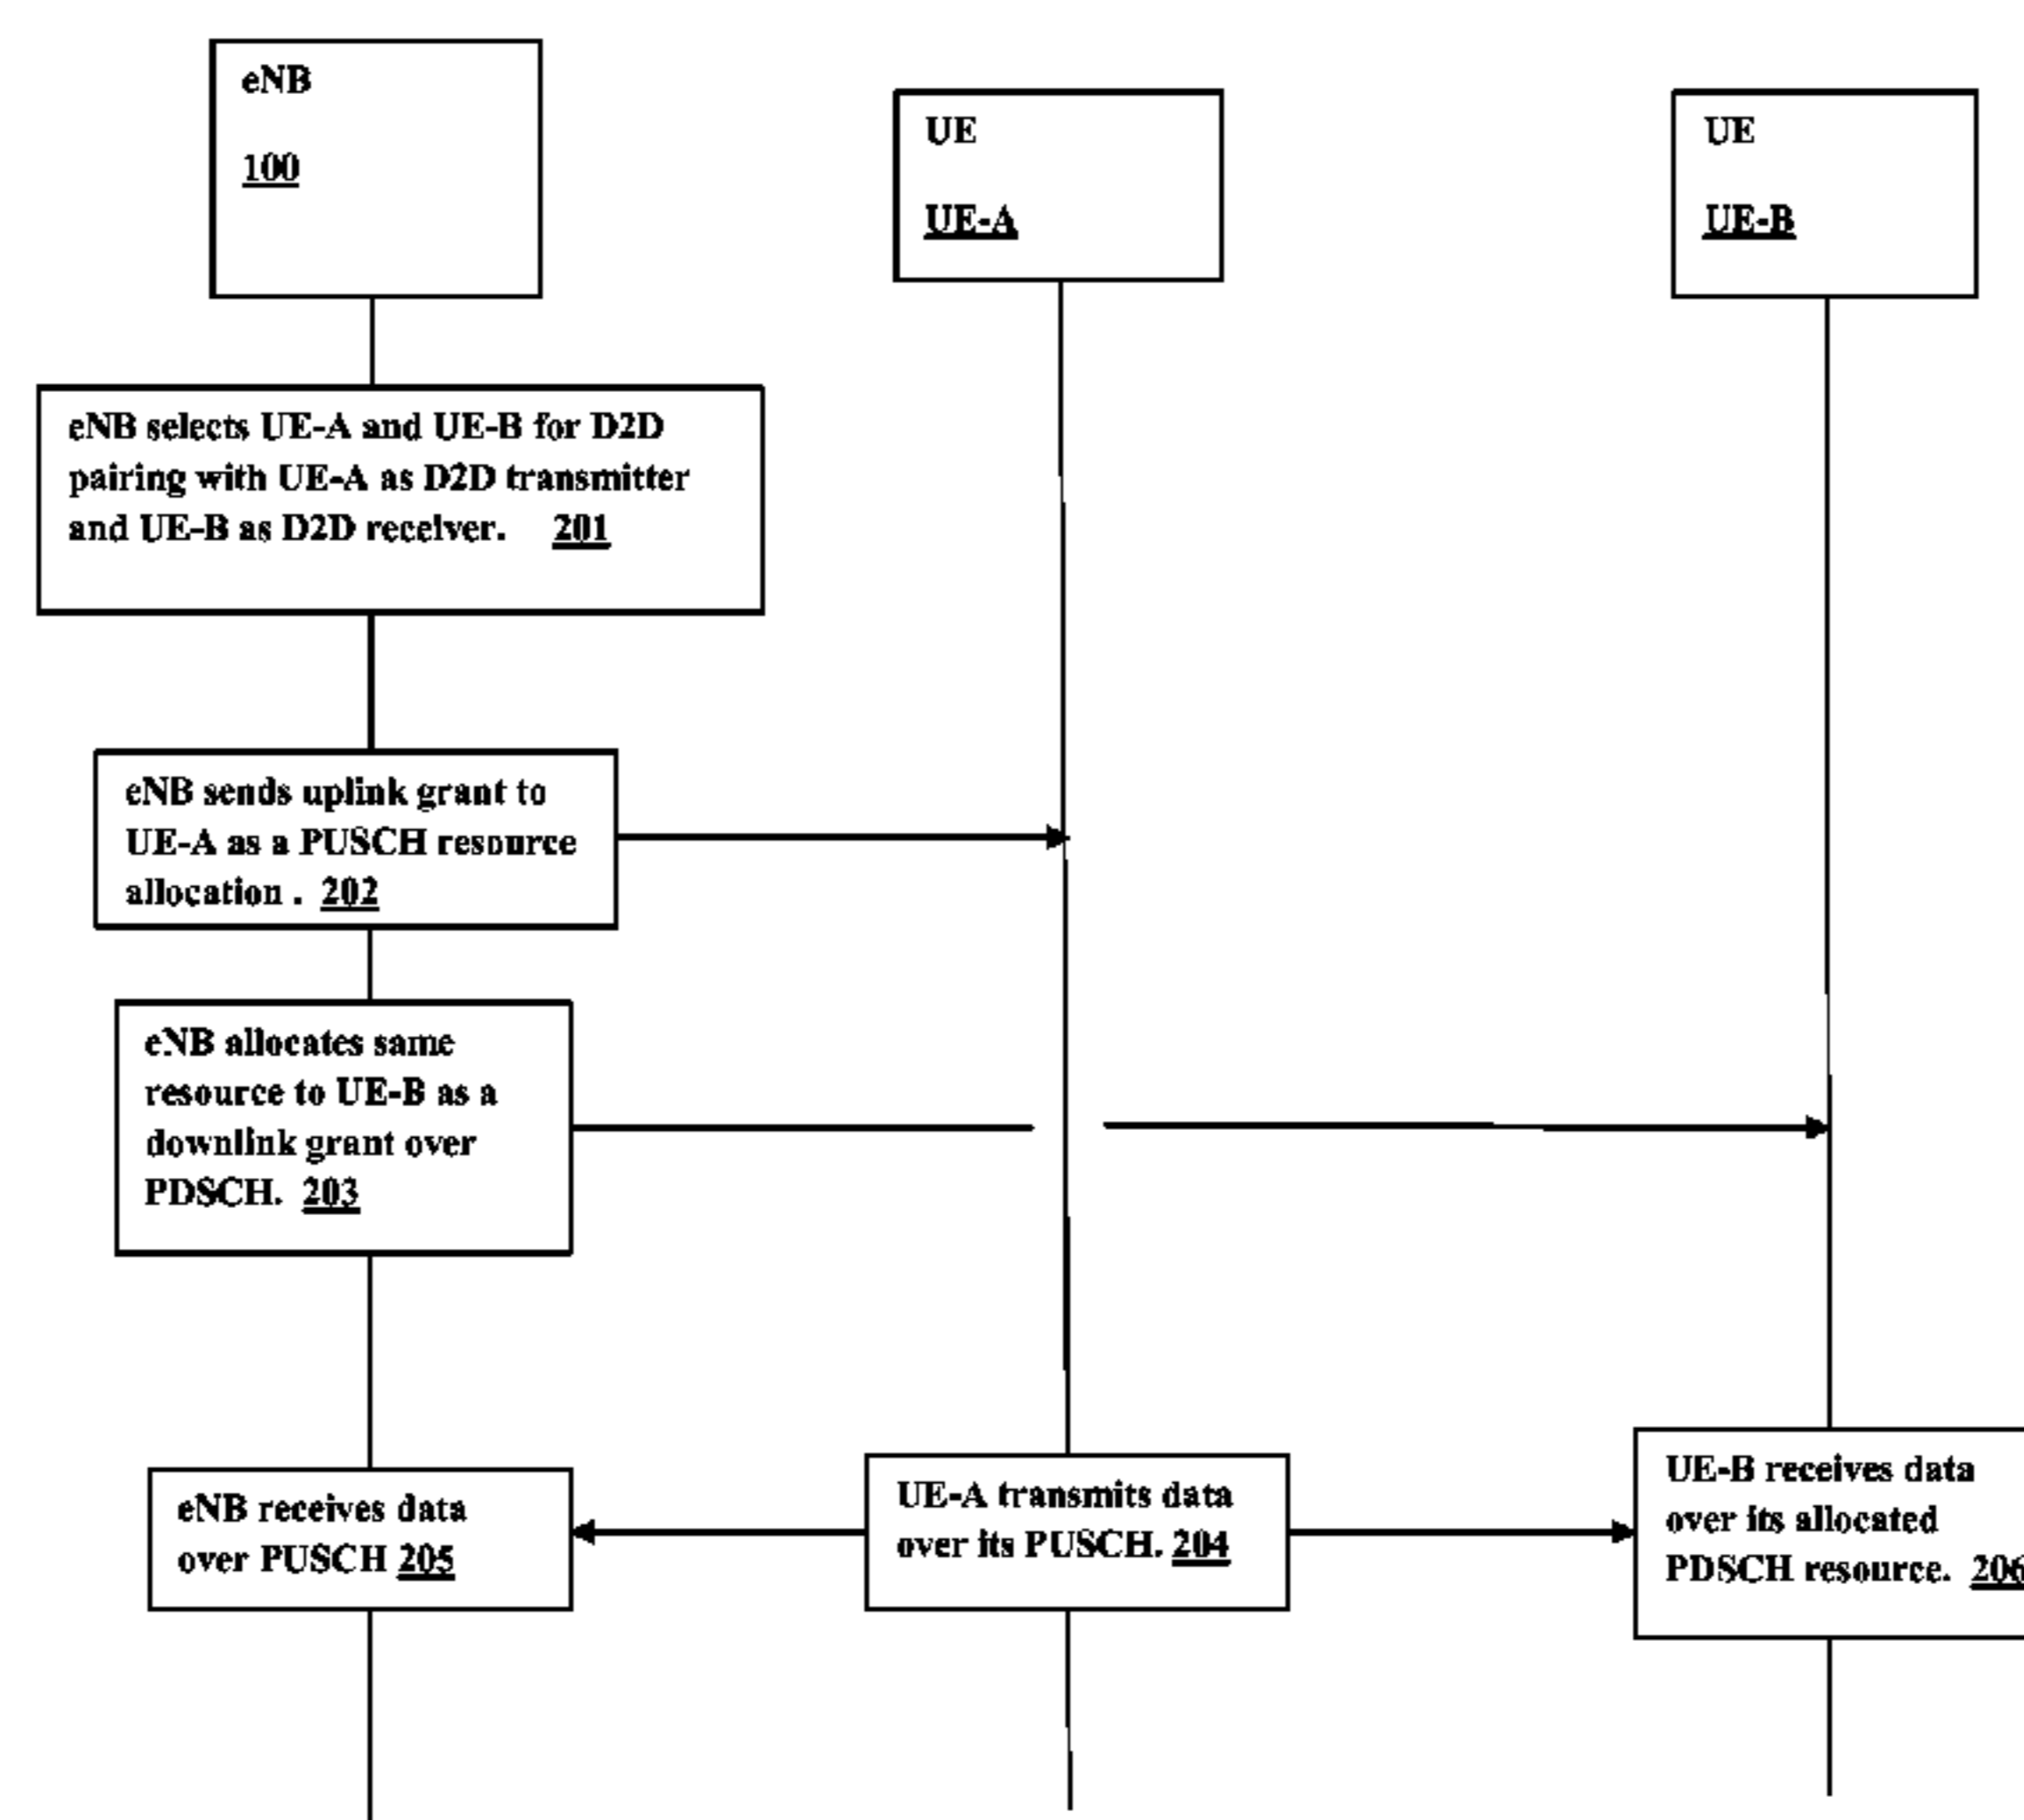 eNB
100
UE
UE-A
UE
UE-B
eNB selects UE-A and UE-B for D2D
pairing with UE-A as D2D transmitter
and UE-B as D2D receiver. 201
eNB sends uplink grant to
UE-A as a PUSCH resource
allocation . 202
eNB allocates same
resource to UE-B as a
downlink grant over
PDSCH. 203
eNB receives data
over PUSCH 205
UE-A transmits data
over its PUSCH. 204
UE-B receives data
over its allocated
PDSCH resource. 206